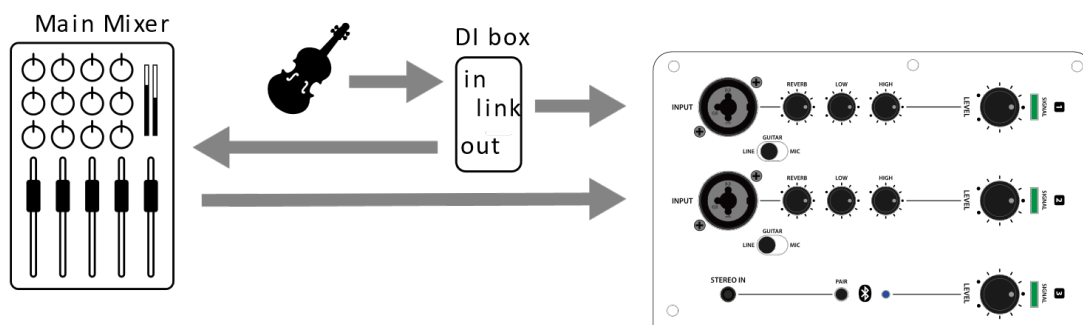 Main Mixer
DI box
in
link
out
INPUT
REVERB
LOW
HIGH
LEVEL
SIGNAL
1
GUITAR
LINE
MIC
INPUT
REVERB
LOW
HIGH
LEVEL
SIGNAL
2
GUITAR
LINE
MIC
STEREO IN
PAIR
LEVEL
SIGNAL
3